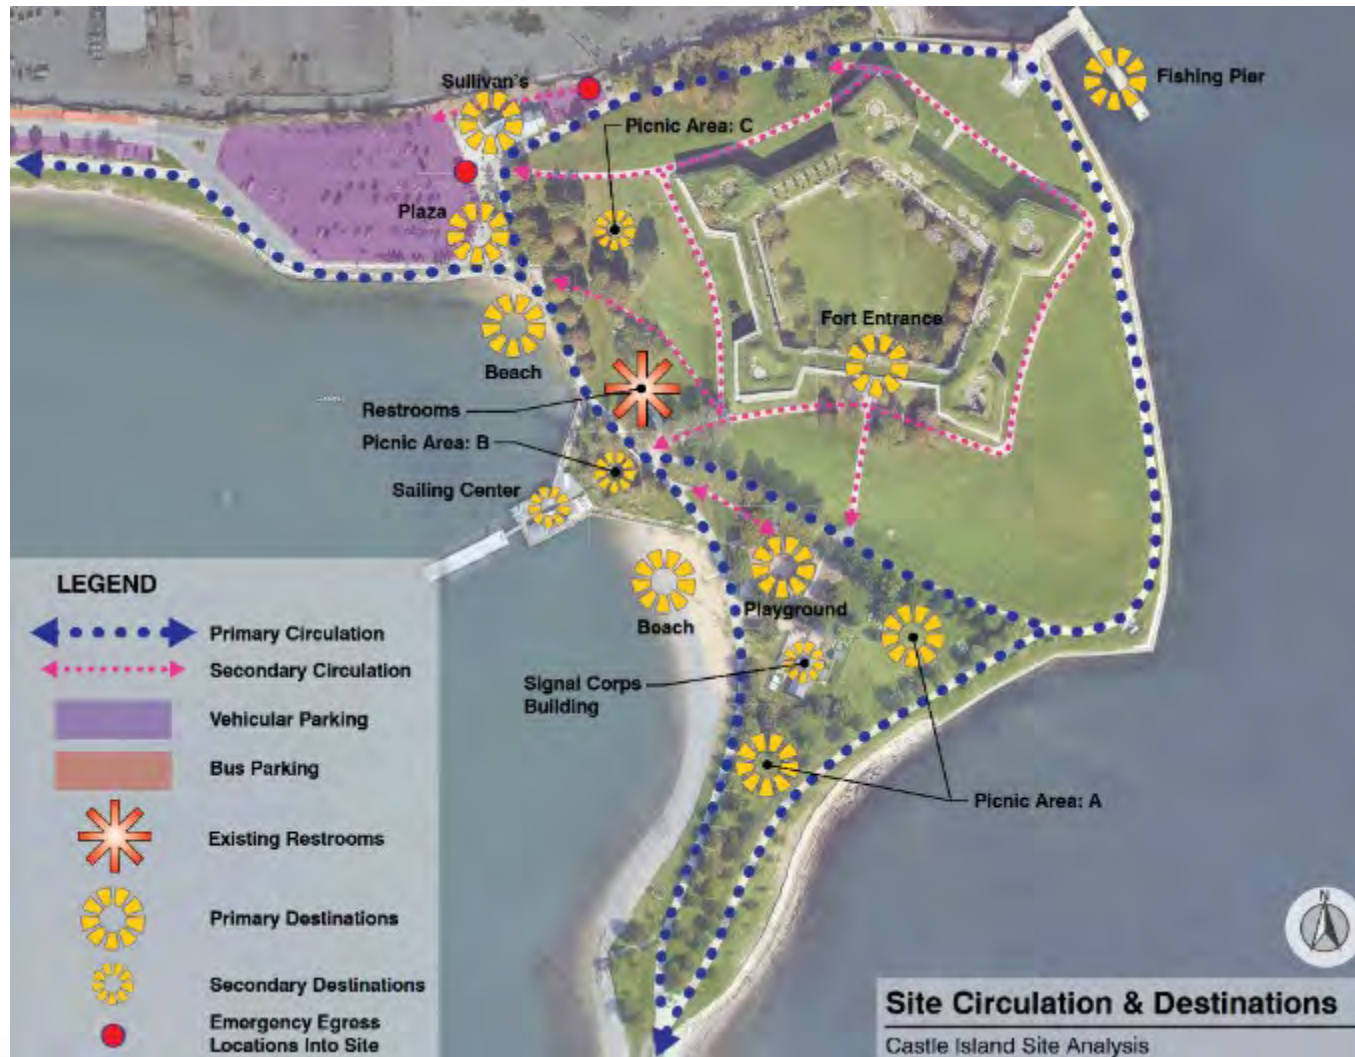 Sullivan's
Fishing Pier
Picnic Area: C
Plaza
Fort Entrance
Beach
Restrooms
Picnic Area: B
Sailing Center
Beach
Playground
Signal Corps
Building
Picnic Area: A
LEGEND
Primary Circulation
Secondary Circulation
Vehicular Parking
Bus Parking
Existing Restrooms
Primary Destinations
Secondary Destinations
Emergency Egress
Locations Into Site
N
Site Circulation & Destinations
Castle Island Site Analysis